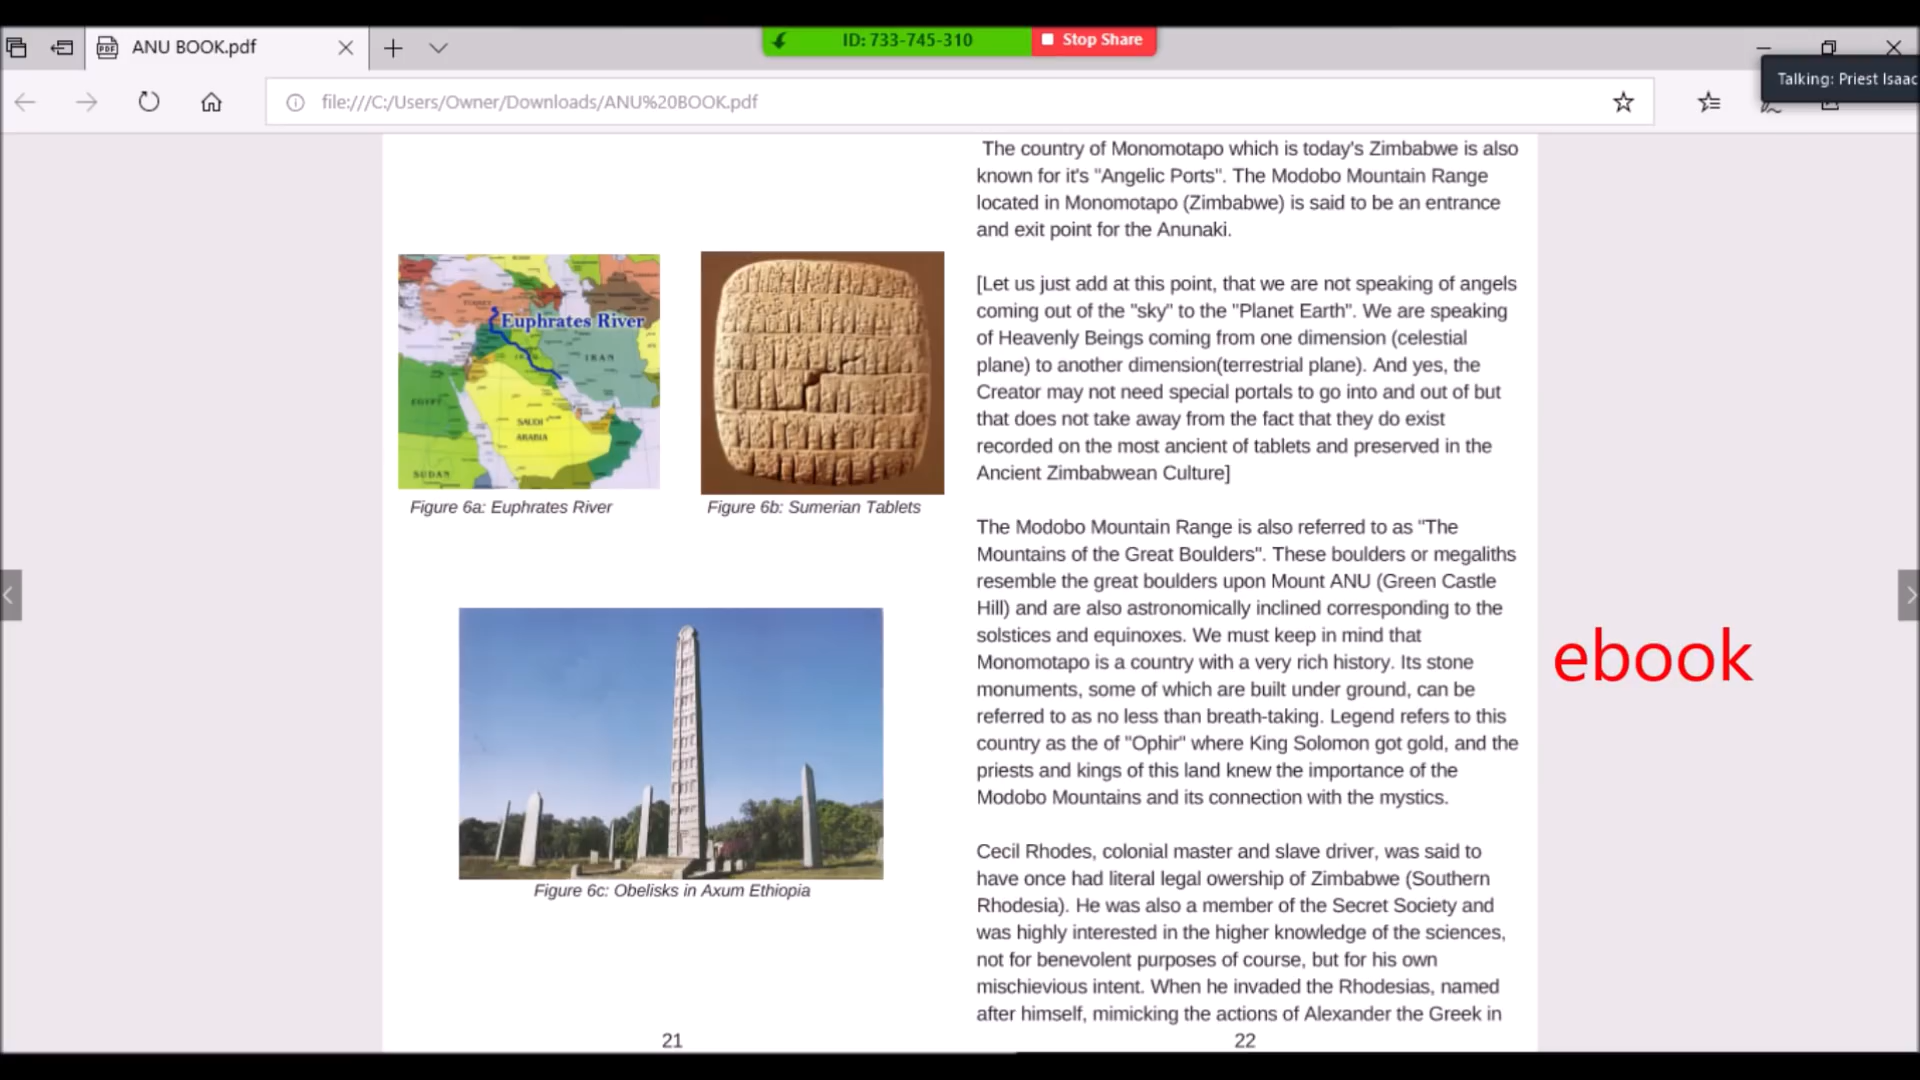 ANU BOOK.pdf
ID: 733-745-310
Stop Share
Talking: Priest Isaac
file:///C:/Users/Owner/Downloads/ANU%20BOOK.pdf
TURKEY
Euphrates River
IRAQ
IRAN
EGYPT
SAUDI
ARABIA
SUDAN
Figure 6a: Euphrates River
Figure 6b: Sumerian Tablets
Figure 6c: Obelisks in Axum Ethiopia
21
The country of Monomotapo which is today's Zimbabwe is also
known for it's "Angelic Ports". The Modobo Mountain Range
located in Monomotapo (Zimbabwe) is said to be an entrance
and exit point for the Anunaki.
[Let us just add at this point, that we are not speaking of angels
coming out of the "sky" to the "Planet Earth". We are speaking
of Heavenly Beings coming from one dimension (celestial
plane) to another dimension(terrestrial plane). And yes, the
Creator may not need special portals to go into and out of but
that does not take away from the fact that they do exist
recorded on the most ancient of tablets and preserved in the
Ancient Zimbabwean Culture]
The Modobo Mountain Range is also referred to as "The
Mountains of the Great Boulders". These boulders or megaliths
resemble the great boulders upon Mount ANU (Green Castle
Hill) and are also astronomically inclined corresponding to the
solstices and equinoxes. We must keep in mind that
Monomotapo is a country with a very rich history. Its stone
monuments, some of which are built under ground, can be
referred to as no less than breath-taking. Legend refers to this
country as the of "Ophir" where King Solomon got gold, and the
priests and kings of this land knew the importance of the
Modobo Mountains and its connection with the mystics.
Cecil Rhodes, colonial master and slave driver, was said to
have once had literal legal owership of Zimbabwe (Southern
Rhodesia). He was also a member of the Secret Society and
was highly interested in the higher knowledge of the sciences,
not for benevolent purposes of course, but for his own
mischievious intent. When he invaded the Rhodesias, named
after himself, mimicking the actions of Alexander the Greek in
22
ebook